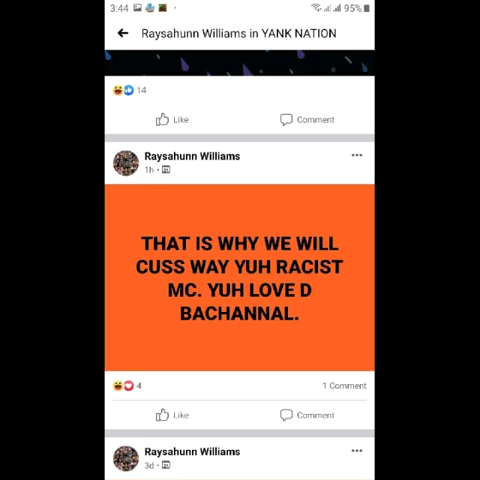 3:44 95%
Raysahunn Williams in YANK NATION
14
Like Comment
Raysahunn Williams
1h
THAT IS WHY WE WILL
CUSS WAY YUH RACIST
MC. YUH LOVE D
BACHANNAL.
4 1 Comment
Like Comment
Raysahunn Williams
3d